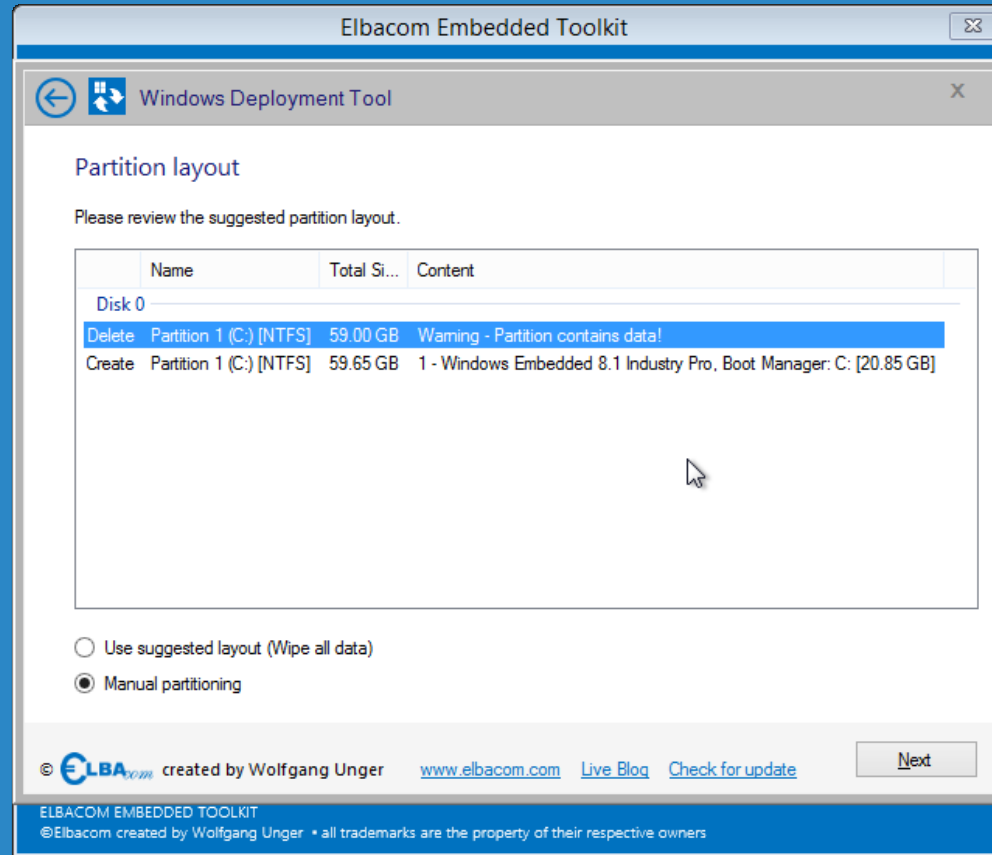 Elbacom Embedded Toolkit
Windows Deployment Tool
X
Partition layout
Please review the suggested partition layout.
Name Total Si... Content
Disk 0
Delete Partition 1 (C:) [NTFS] 59.00 GB Warning - Partition contains data!
Create Partition 1 (C:) [NTFS] 59.65 GB 1 - Windows Embedded 8.1 Industry Pro, Boot Manager: C: [20.85 GB]
Use suggested layout (Wipe all data)
Manual partitioning
© ELBAcom created by Wolfgang Unger www.elbacom.com Live Blog Check for update Next
ELBACOM EMBEDDED TOOLKIT
©Elbacom created by Wolfgang Unger • all trademarks are the property of their respective owners